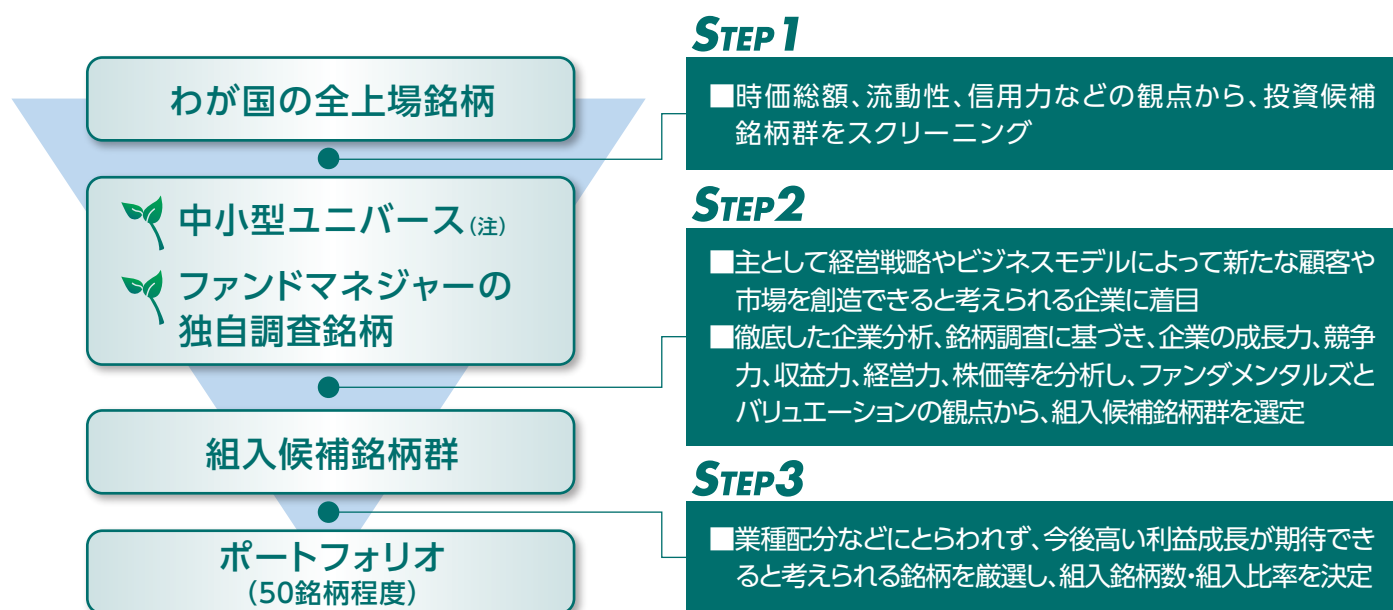 わが国の全上場銘柄
中小型ユニバース(注)
ファンドマネジャーの
独自調査銘柄
組入候補銘柄群
ポートフォリオ
(50銘柄程度)
STEP 1
■時価総額、流動性、信用力などの観点から、投資候補
銘柄群をスクリーニング
STEP2
■主として経営戦略やビジネスモデルによって新たな顧客や
市場を創造できると考えられる企業に着目
■徹底した企業分析、銘柄調査に基づき、企業の成長力、競争
力、収益力、経営力、株価等を分析し、ファンダメンタルズと
バリュエーションの観点から、組入候補銘柄群を選定
STEP3
■業種配分などにとらわれず、今後高い利益成長が期待でき
ると考えられる銘柄を厳選し、組入銘柄数・組入比率を決定